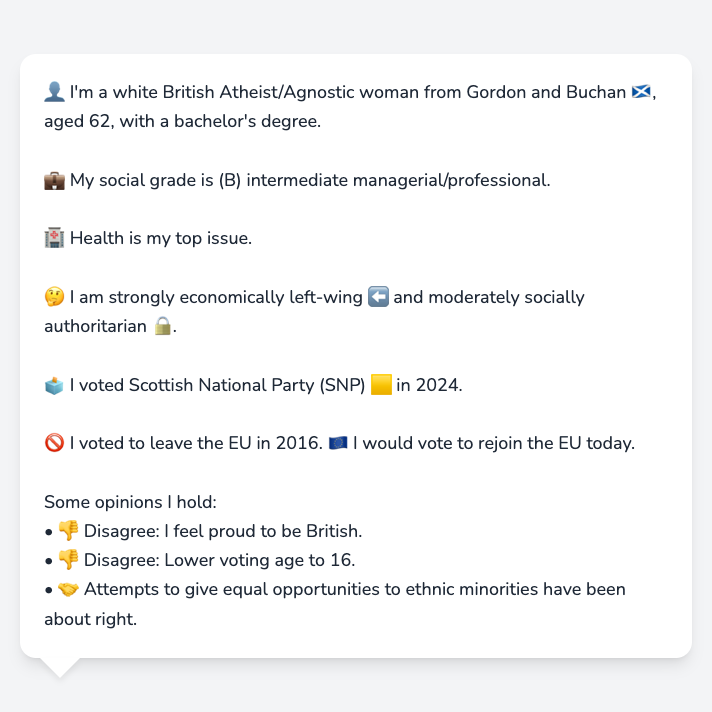 👤 I'm a white British Atheist/Agnostic woman from Gordon and Buchan 🏴󠁧󠁢󠁳󠁣󠁴󠁿,
aged 62, with a bachelor's degree.
💼 My social grade is (B) intermediate managerial/professional.
🏥 Health is my top issue.
🤔 I am strongly economically left-wing ⬅️ and moderately socially
authoritarian 🔒.
🗳️ I voted Scottish National Party (SNP) 🟨 in 2024.
🚫 I voted to leave the EU in 2016. 🇪🇺 I would vote to rejoin the EU today.
Some opinions I hold:
• 👎 Disagree: I feel proud to be British.
• 👎 Disagree: Lower voting age to 16.
• 🤝 Attempts to give equal opportunities to ethnic minorities have been
about right.